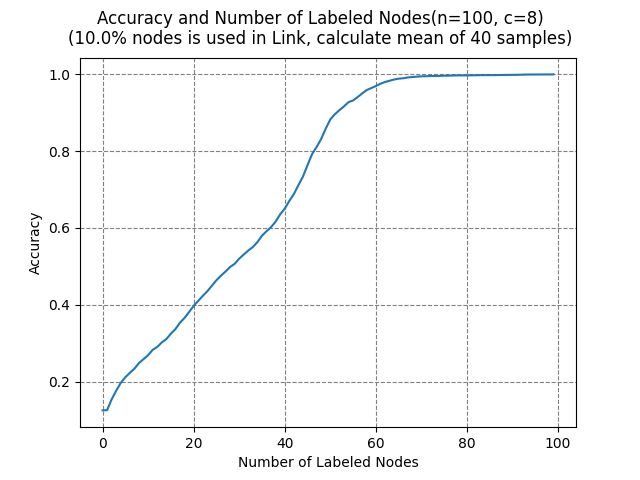 Accuracy and Number of Labeled Nodes(n=100, c=8)
(10.0% nodes is used in Link, calculate mean of 40 samples)
1.0
0.8
0.6
0.4
0.2
Accuracy
0 20 40 60 80 100
Number of Labeled Nodes